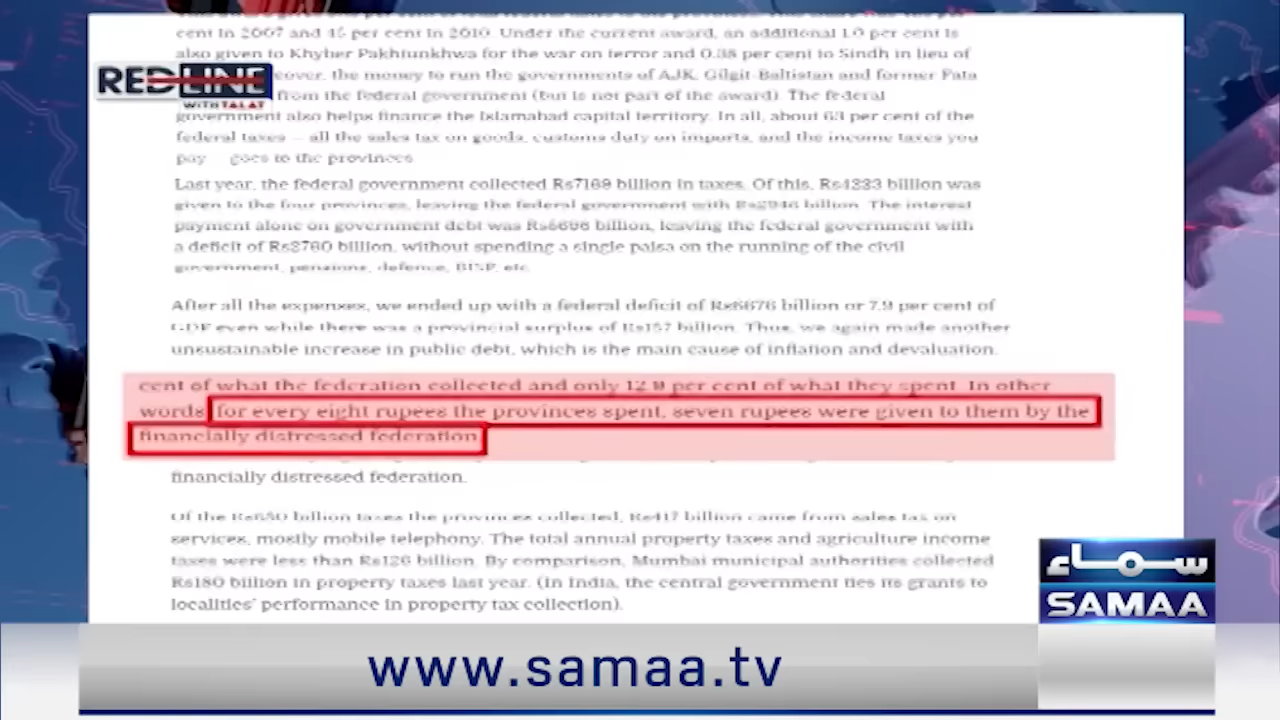 cent in 2007 and 45 per cent in 2010. Under the current award, an additional 1.0 per cent is
also given to Khyber Pakhtunkhwa for the war on terror and 0.38 per cent to Sindh in lieu of
cover, the money to run the governments of AJK, Gilgit-Baltistan and former Fata
from the federal government (but is not part of the award). The federal
government also helps finance the Islamabad capital territory. In all, about 63 per cent of the
federal taxes – all the sales tax on goods, customs duty on imports, and the income taxes you
pay goes to the provinces
REDLINE
WITH TALAT
Last year, the federal government collected Rs7169 billion in taxes. Of this, Rs4223 billion was
given to the four provinces, leaving the federal government with Rs2946 billion. The interest
payment alone on government debt was Rs6696 billion, leaving the federal government with
a deficit of Rs3760 billion, without spending a single paisa on the running of the civil
government, pensions, defence, BISP, etc
After all the expenses, we ended up with a federal deficit of Rs6676 billion or 7.9 per cent of
GDP even while there was a provincial surplus of Rs157 billion. Thus, we again made another
unsustainable increase in public debt, which is the main cause of inflation and devaluation.
cent of what the federation collected and only 12.9 per cent of what they spent. In other
words, for every eight rupees the provinces spent, seven rupees were given to them by the
financially distressed federation
financially distressed federation.
Of the Rs650 billion taxes the provinces collected, Rs417 billion came from sales tax on
services, mostly mobile telephony. The total annual property taxes and agriculture income
taxes were less than Rs126 billion. By comparison, Mumbai municipal authorities collected
Rs180 billion in property taxes last year. (In India, the central government ties its grants to
localities' performance in property tax collection).
سماء
SAMAA
www.samaa.tv